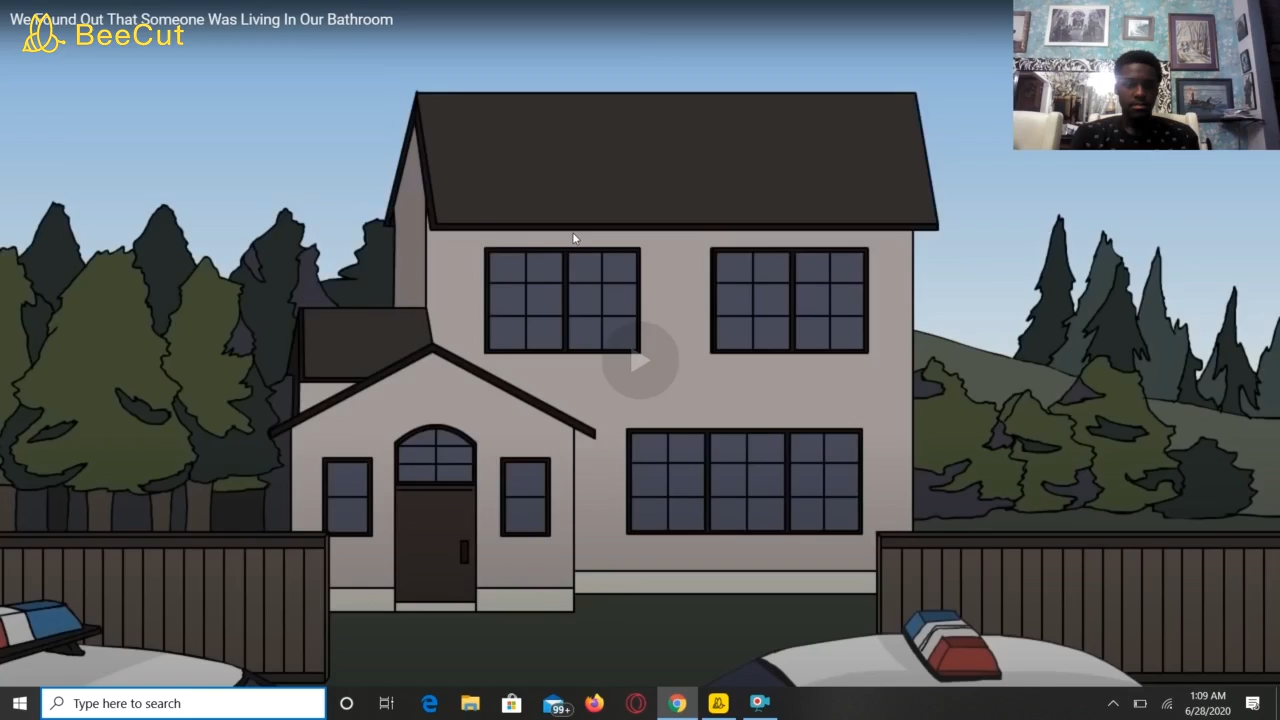 We Found Out That Someone Was Living In Our Bathroom
BeeCut
Type here to search
99+
1:09 AM
6/28/2020